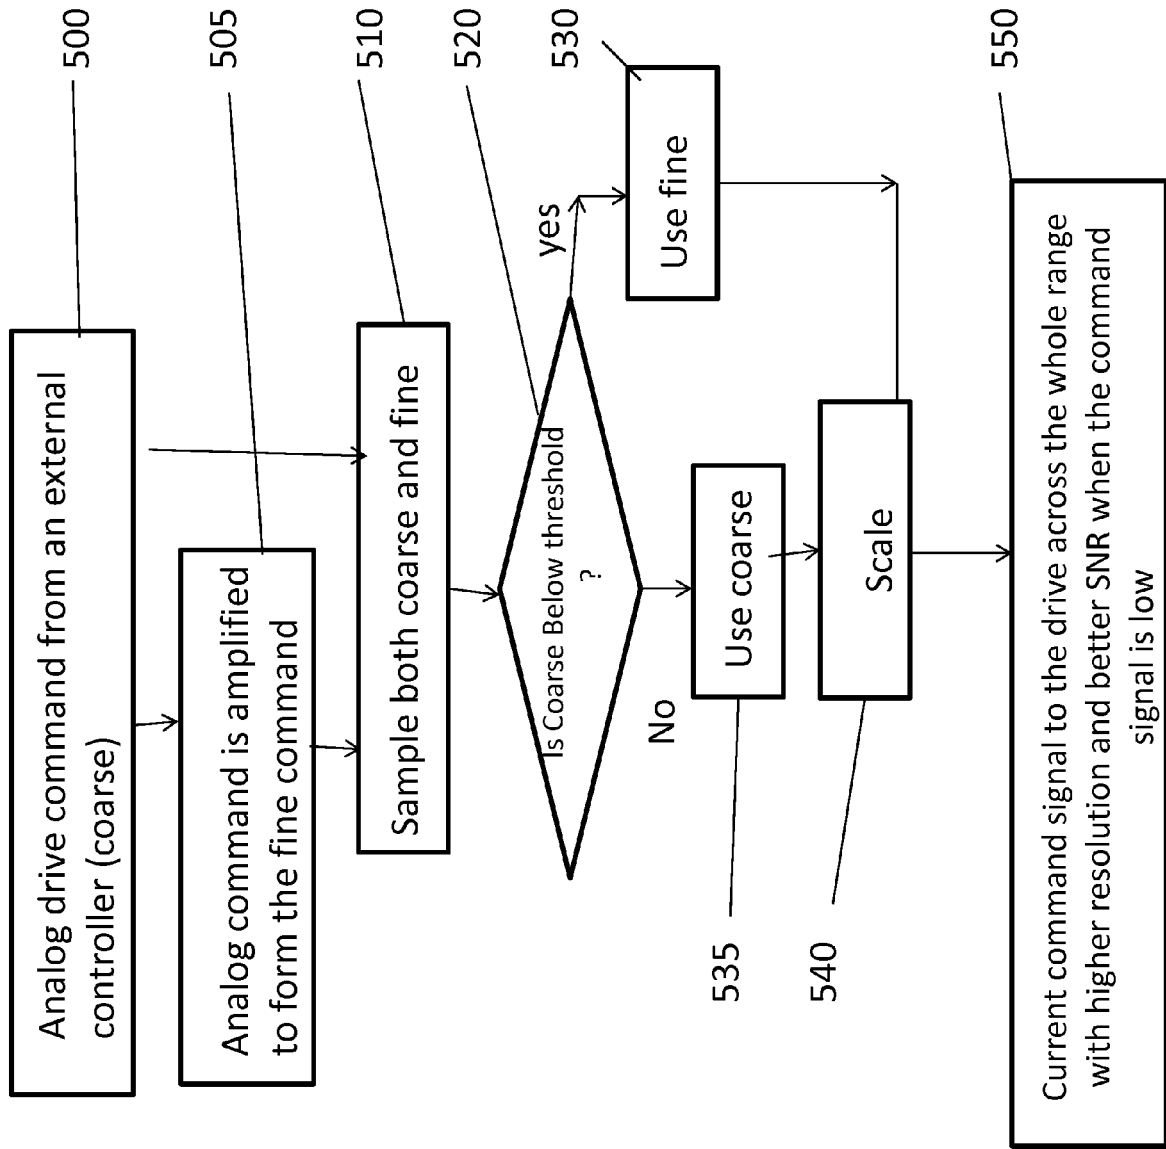 500
Analog drive command from an external
controller (coarse)
505
Analog command is amplified
to form the fine command
510
Sample both coarse and fine
520
Is Coarse Below threshold
?
yes
530
Use fine
No
535
Use coarse
540
Scale
550
Current command signal to the drive across the whole range
with higher resolution and better SNR when the command
signal is low